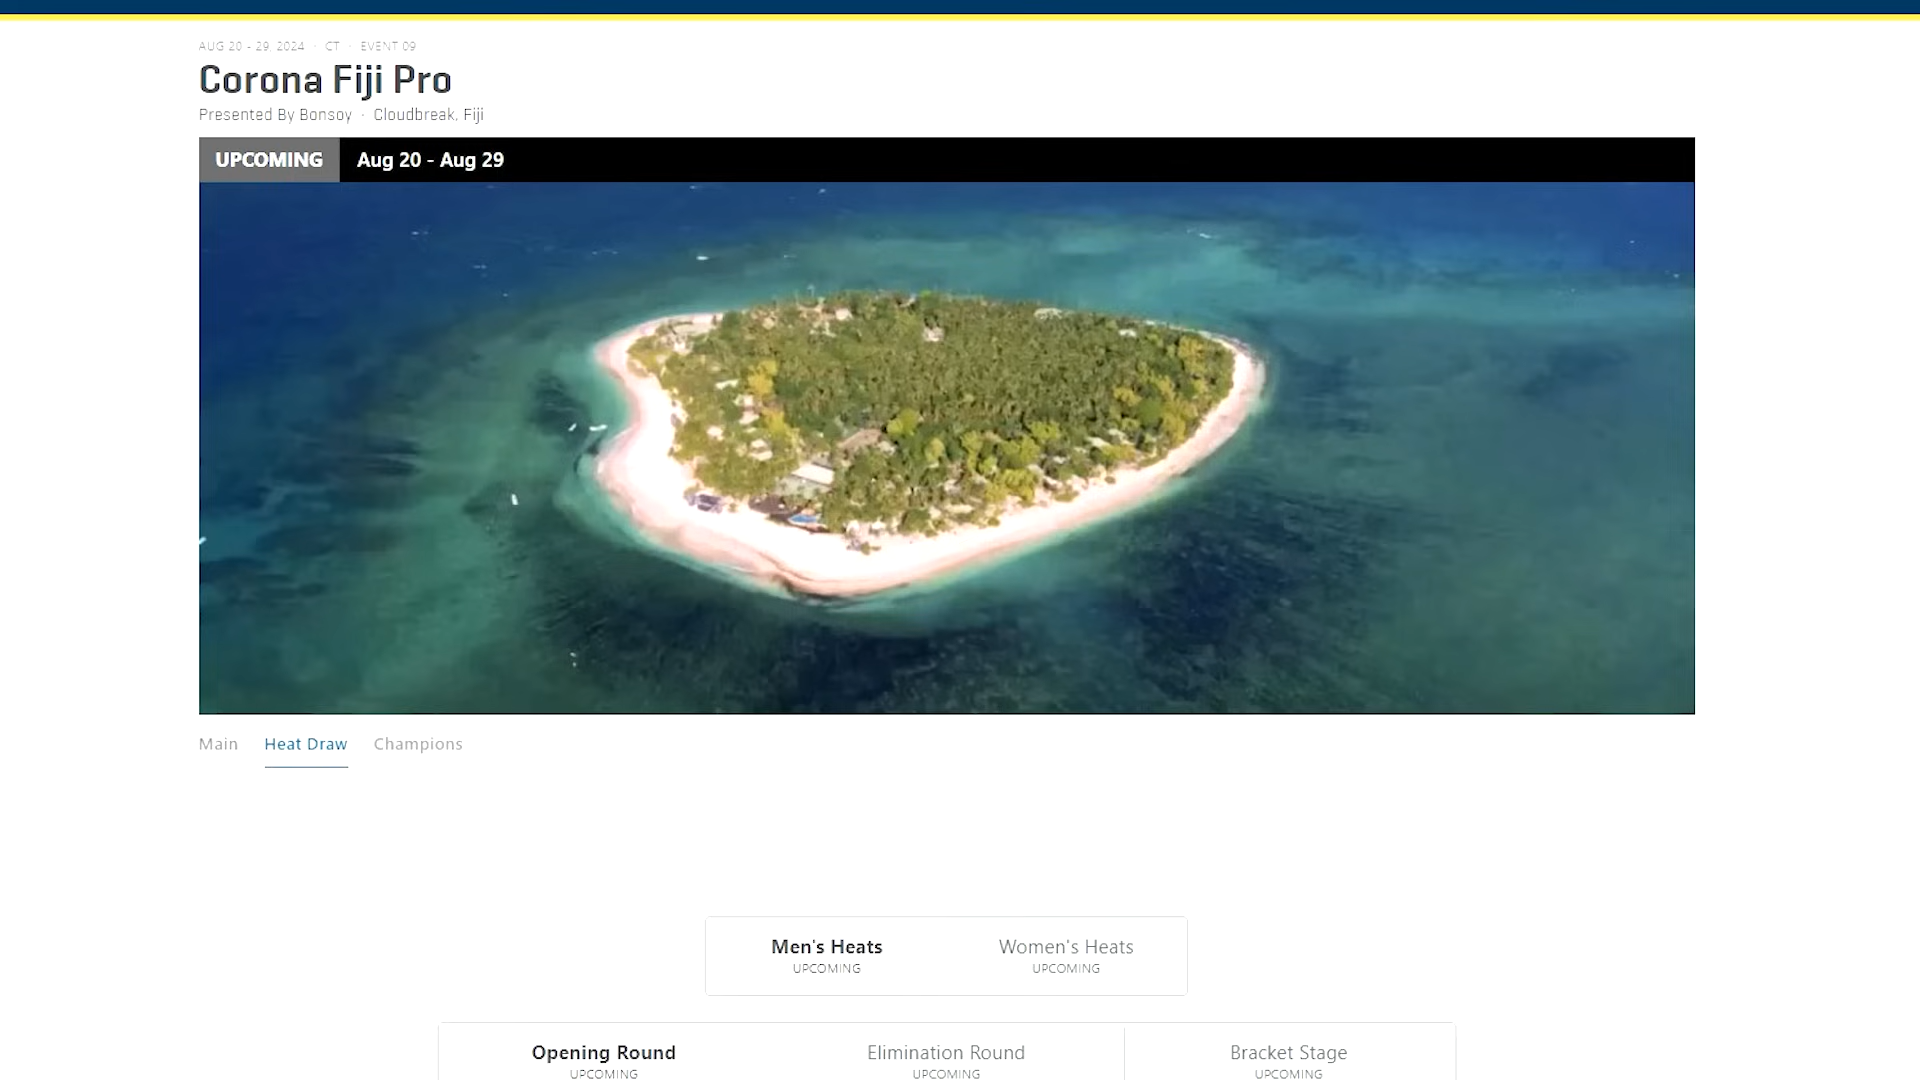 AUG 20 - 29, 2024 · CT · EVENT 09
Corona Fiji Pro
Presented By Bonsoy · Cloudbreak, Fiji
UPCOMING Aug 20 - Aug 29
Main Heat Draw Champions
Men's Heats Women's Heats
UPCOMING UPCOMING
Opening Round Elimination Round Bracket Stage
UPCOMING UPCOMING UPCOMING